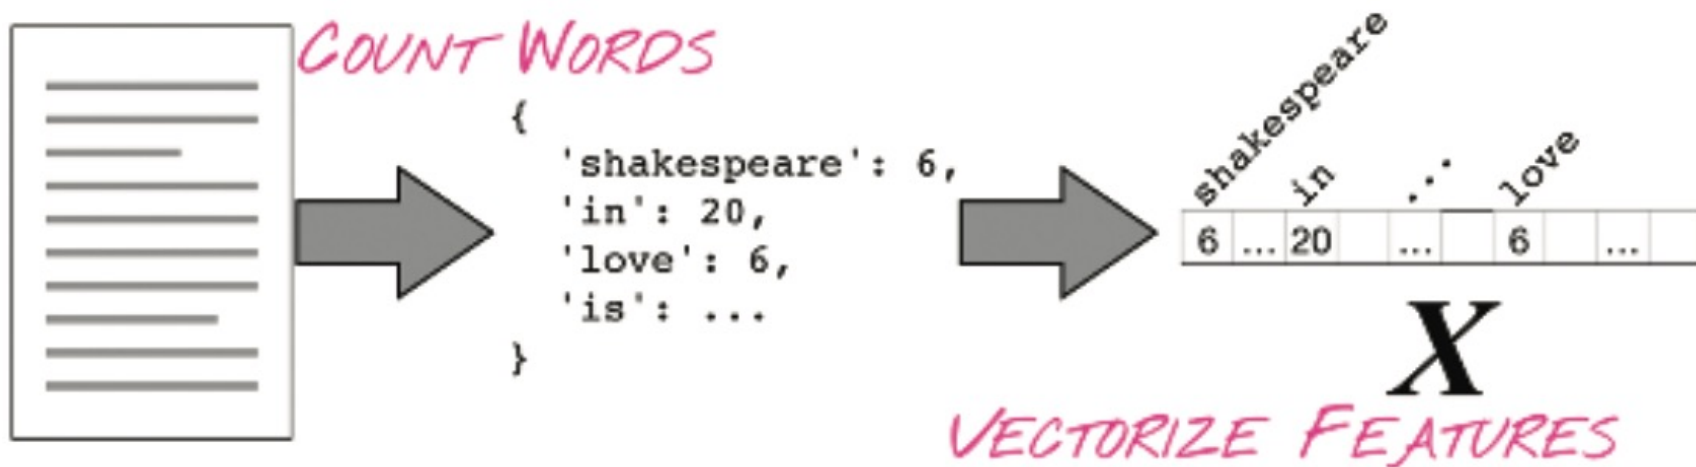 COUNT WORDS
{
'shakespeare': 6,
'in': 20,
'love': 6,
'is': ...
}
shakespeare
in
...
love
6 ... 20 ... 6 ...
X
VECTORIZE FEATURES